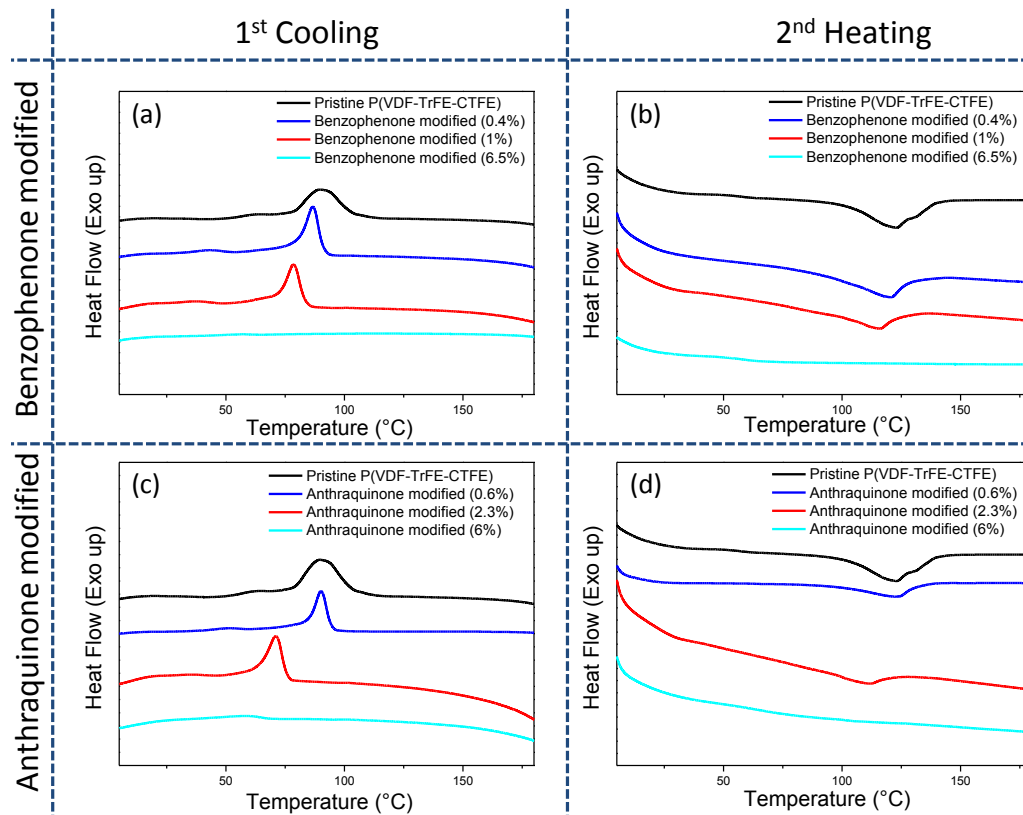 1st Cooling
2nd Heating
Benzophenone modified
(a)
Pristine P(VDF-TrFE-CTFE)
Benzophenone modified (0.4%)
Benzophenone modified (1%)
Benzophenone modified (6.5%)
Heat Flow (Exo up)
50
100
150
Temperature (°C)
(b)
Pristine P(VDF-TrFE-CTFE)
Benzophenone modified (0.4%)
Benzophenone modified (1%)
Benzophenone modified (6.5%)
Heat Flow (Exo up)
50
100
150
Temperature (°C)
Anthraquinone modified
(c)
Pristine P(VDF-TrFE-CTFE)
Anthraquinone modified (0.6%)
Anthraquinone modified (2.3%)
Anthraquinone modified (6%)
Heat Flow (Exo up)
50
100
150
Temperature (°C)
(d)
Pristine P(VDF-TrFE-CTFE)
Anthraquinone modified (0.6%)
Anthraquinone modified (2.3%)
Anthraquinone modified (6%)
Heat Flow (Exo up)
50
100
150
Temperature (°C)